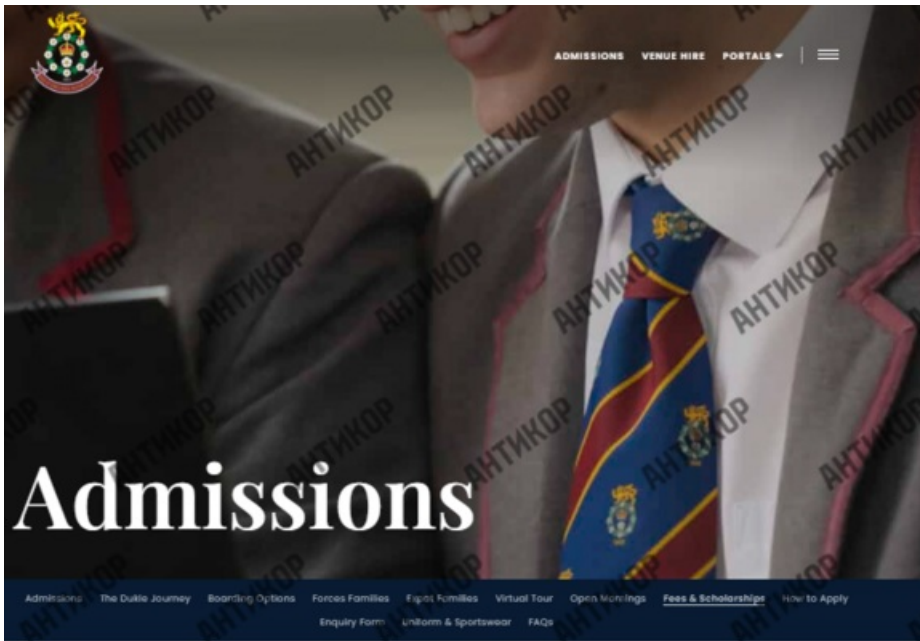 ADMISSIONS VENUE HIRE PORTALS
Admissions
Admissions The Dukie Journey Boarding Options Forces Families Expat Families Virtual Tour Open Mornings Fees & Scholarships How to Apply
Enquiry Form Uniform & Sportswear FAQs
АНТИКОР